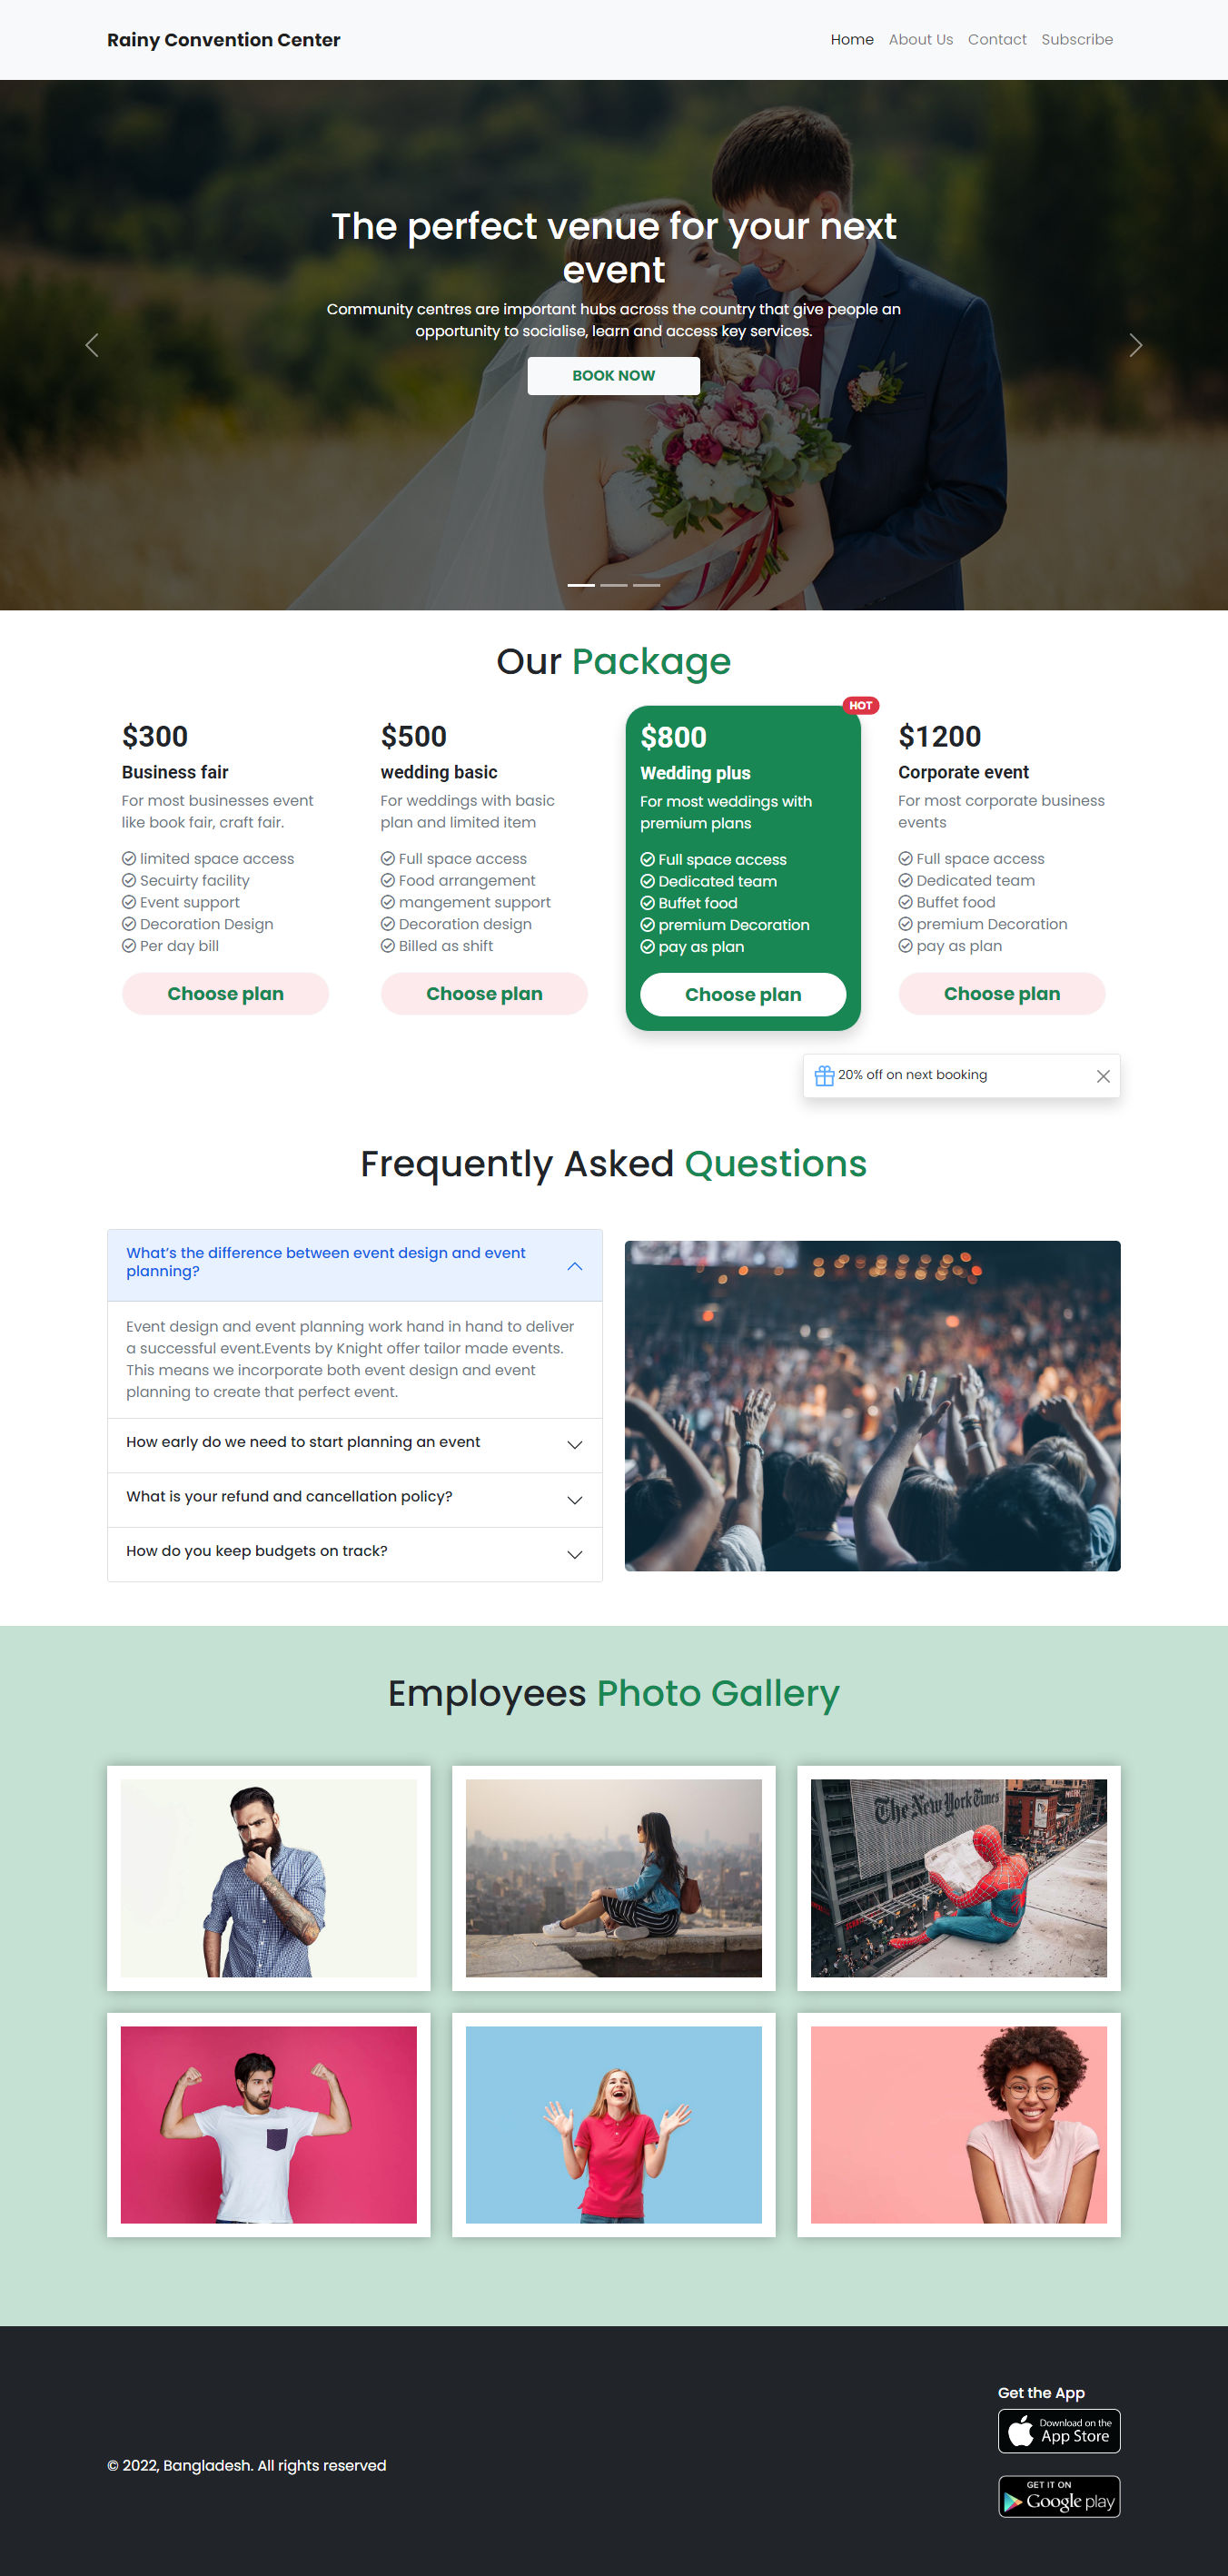 Rainy Convention Center
Home About Us Contact Subscribe
The perfect venue for your next
event
Community centres are important hubs across the country that give people an
opportunity to socialise, learn and access key services.
BOOK NOW
Our Package
$300
Business fair
For most businesses event
like book fair, craft fair.
limited space access
Secuirty facility
Event support
Decoration Design
Per day bill
Choose plan
$500
wedding basic
For weddings with basic
plan and limited item
Full space access
Food arrangement
mangement support
Decoration design
Billed as shift
Choose plan
HOT
$800
Wedding plus
For most weddings with
premium plans
Full space access
Dedicated team
Buffet food
premium Decoration
pay as plan
Choose plan
$1200
Corporate event
For most corporate business
events
Full space access
Dedicated team
Buffet food
premium Decoration
pay as plan
Choose plan
20% off on next booking
Frequently Asked Questions
What's the difference between event design and event
planning?
Event design and event planning work hand in hand to deliver
a successful event.Events by Knight offer tailor made events.
This means we incorporate both event design and event
planning to create that perfect event.
How early do we need to start planning an event
What is your refund and cancellation policy?
How do you keep budgets on track?
Employees Photo Gallery
The New York Times
Get the App
Download on the
App Store
© 2022, Bangladesh. All rights reserved
GET IT ON
Google play